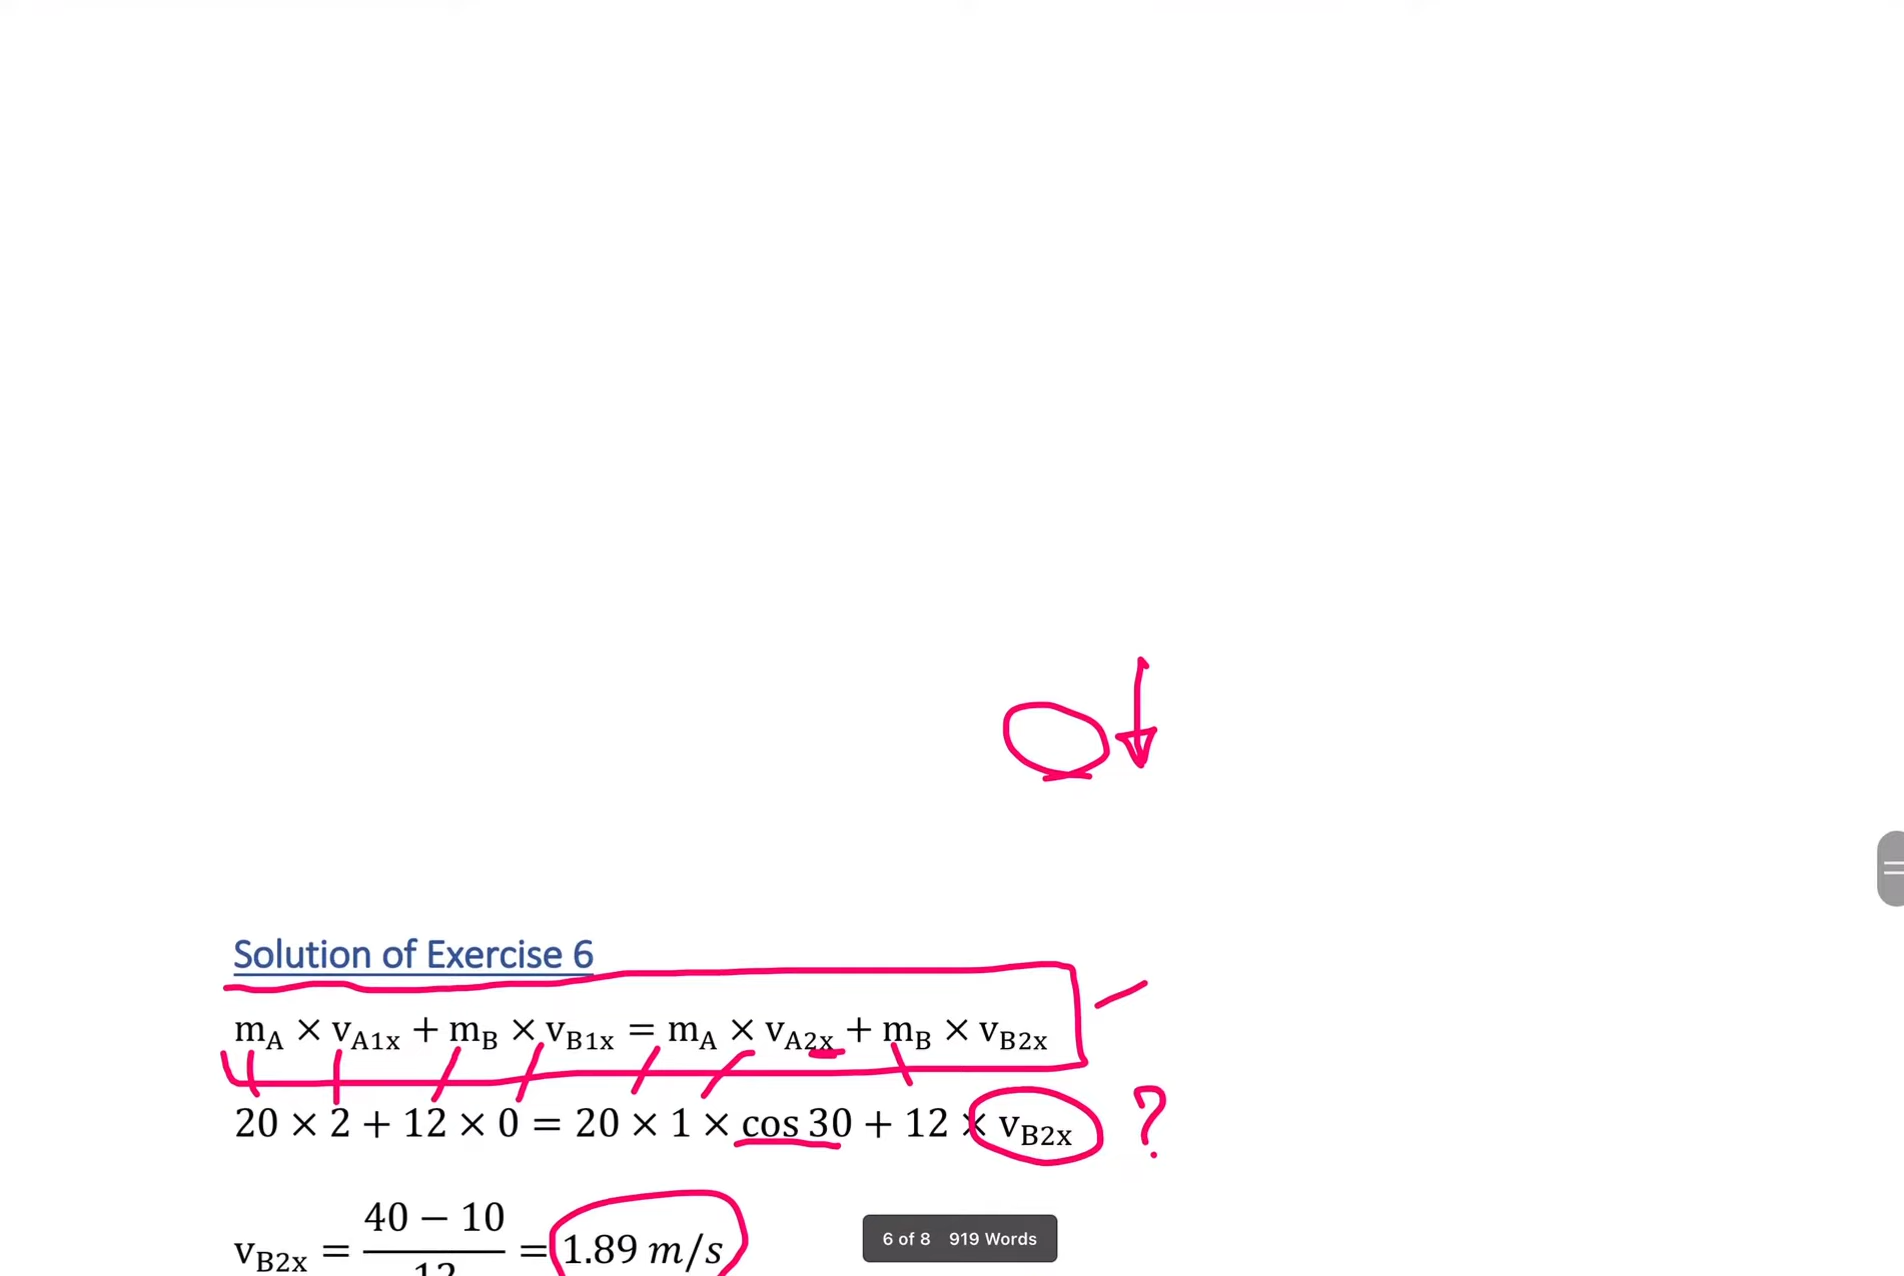 Solution of Exercise 6
m_A × v_A1x + m_B × v_B1x = m_A × v_A2x + m_B × v_B2x
20 × 2 + 12 × 0 = 20 × 1 × cos 30 + 12 × v_B2x ?
40 − 10
v_B2x = = 1.89 m/s
12
6 of 8 919 Words